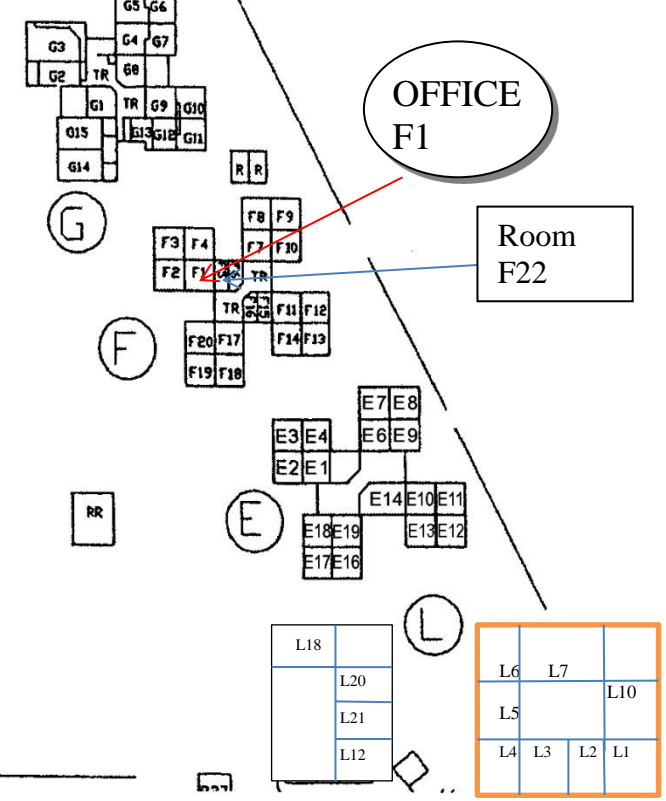 G5 G6
G4 G7
G3
G8
G2 TR
G1 TR G9 G10
G15 G13 G12 G11
G14
G
OFFICE
F1
R R
Room
F22
F8 F9
F3 F4 F7 F10
F2 F1 TR
TR F16 F15 F11 F12
F20 F17 F14 F13
F19 F18
F
E7 E8
E3 E4 E6 E9
E2 E1
E14 E10 E11
E18 E19 E13 E12
E17 E16
E
RR
L
L18
L20
L21
L12
L6 L7
L10
L5
L4 L3 L2 L1